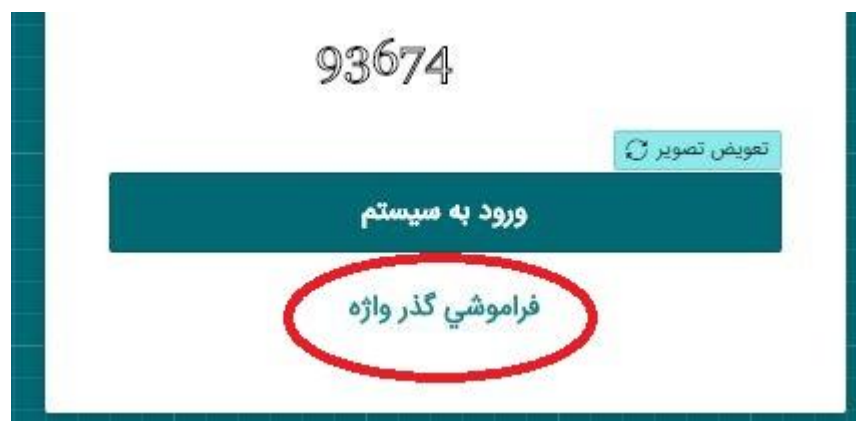 93674
تعویض تصویر
ورود به سیستم
فراموشي گذر واژه